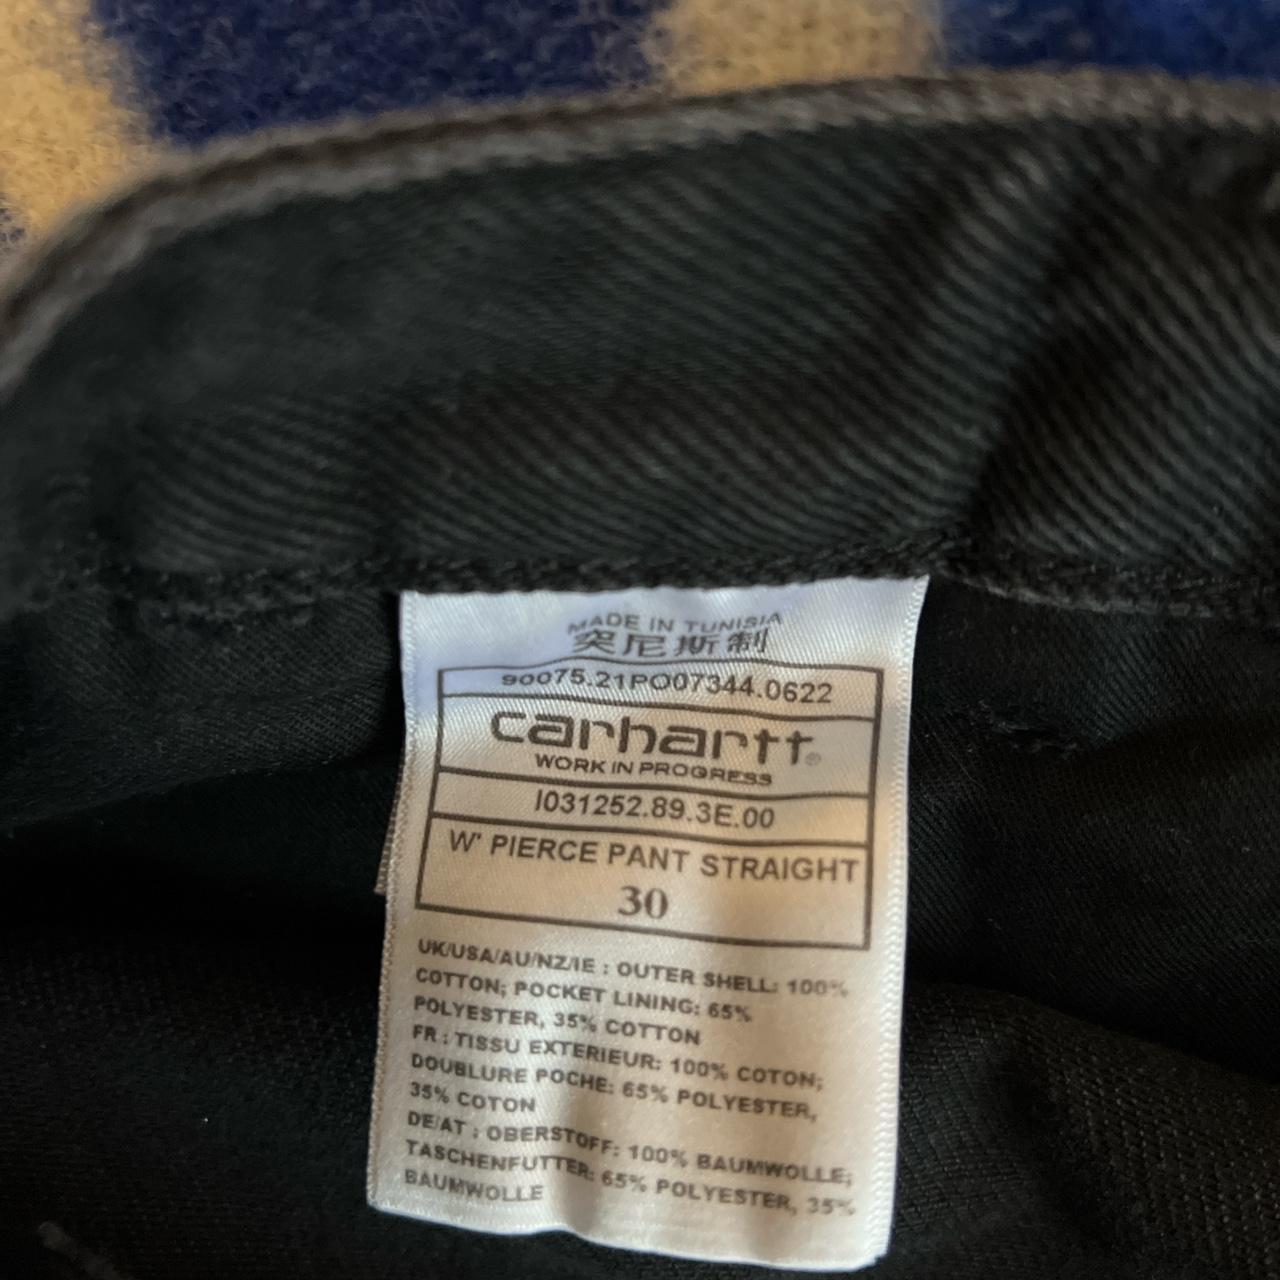 MADE IN TUNISIA
突尼斯制
90075.21PO07344.0622
carhartt®
WORK IN PROGRESS
I031252.89.3E.00
W' PIERCE PANT STRAIGHT
30
UK/USA/AU/NZ/IE : OUTER SHELL: 100%
COTTON; POCKET LINING: 65%
POLYESTER, 35% COTTON
FR : TISSU EXTERIEUR: 100% COTON;
DOUBLURE POCHE: 65% POLYESTER,
35% COTON
DE/AT : OBERSTOFF: 100% BAUMWOLLE;
TASCHENFUTTER: 65% POLYESTER, 35%
BAUMWOLLE